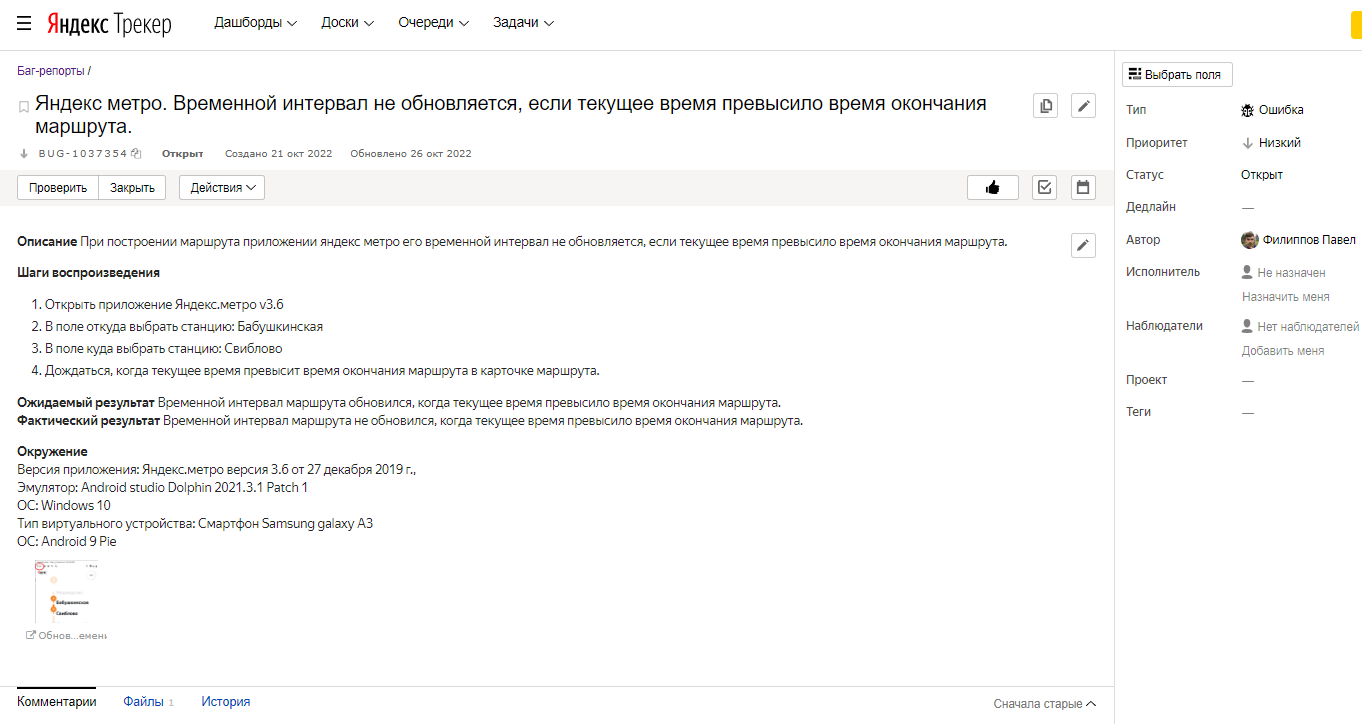 Яндекс Трекер
Дашборды
Доски
Очереди
Задачи
Баг-репорты /
Яндекс метро. Временной интервал не обновляется, если текущее время превысило время окончания
маршрута.
BUG-1037354
Открыт
Создано 21 окт 2022
Обновлено 26 окт 2022
Проверить
Закрыть
Действия
Описание При построении маршрута приложении яндекс метро его временной интервал не обновляется, если текущее время превысило время окончания маршрута.
Шаги воспроизведения
1. Открыть приложение Яндекс.метро v3.6
2. В поле откуда выбрать станцию: Бабушкинская
3. В поле куда выбрать станцию: Свиблово
4. Дождаться, когда текущее время превысит время окончания маршрута в карточке маршрута.
Ожидаемый результат Временной интервал маршрута обновился, когда текущее время превысило время окончания маршрута.
Фактический результат Временной интервал маршрута не обновился, когда текущее время превысило время окончания маршрута.
Окружение
Версия приложения: Яндекс.метро версия 3.6 от 27 декабря 2019 г.,
Эмулятор: Android studio Dolphin 2021.3.1 Patch 1
ОС: Windows 10
Тип виртуального устройства: Смартфон Samsung galaxy A3
ОС: Android 9 Pie
Бабушкинская
Свиблово
Обнов...емени
Комментарии
Файлы 1
История
Сначала старые
Выбрать поля
Тип Ошибка
Приоритет Низкий
Статус Открыт
Дедлайн —
Автор Филиппов Павел
Исполнитель Не назначен
Назначить меня
Наблюдатели Нет наблюдателей
Добавить меня
Проект —
Теги —